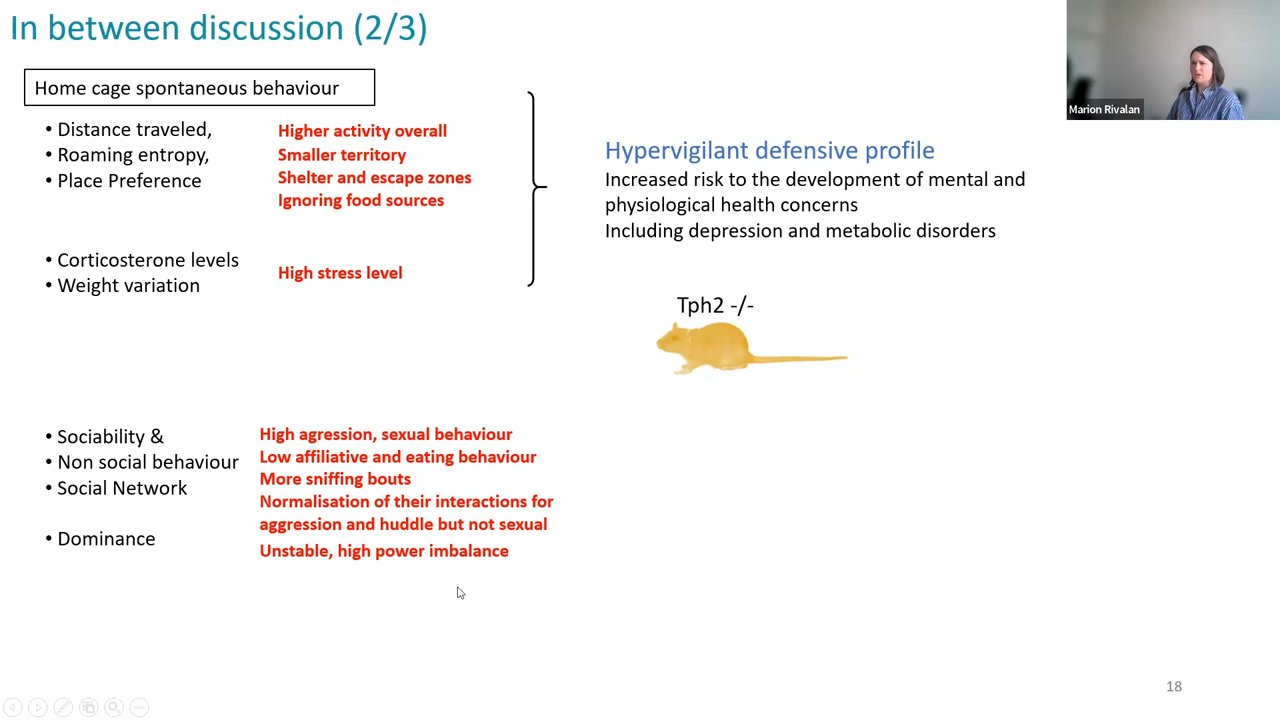 In between discussion (2/3)
Marion Rivalan
Home cage spontaneous behaviour
• Distance traveled,
• Roaming entropy,
• Place Preference
Higher activity overall
Smaller territory
Shelter and escape zones
Ignoring food sources
• Corticosterone levels
• Weight variation
High stress level
Hypervigilant defensive profile
Increased risk to the development of mental and
physiological health concerns
Including depression and metabolic disorders
Tph2 -/-
• Sociability &
• Non social behaviour
• Social Network
• Dominance
High agression, sexual behaviour
Low affiliative and eating behaviour
More sniffing bouts
Normalisation of their interactions for
aggression and huddle but not sexual
Unstable, high power imbalance
18